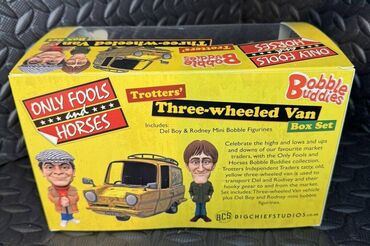 ONLY FOOLS
and
HORSES
Three-wheeled Van
Bobble
Buddies
ONLY FOOLS
and
HORSES
Trotters'
Three-wheeled Van
Box Set
Includes:
Del Boy & Rodney Mini Bobble Figurines
Celebrate the highs and lows and ups
and downs of our favourite market
traders, with the Only Fools and
Horses Bobble Buddies collection.
Trotters Independent Traders' tatty, old,
yellow three-wheeled van is used to
transport Del and Rodney and their
hooky gear to and from the market.
Set includes: Three-wheeled Van vehicle
plus Del Boy and Rodney mini bobble
figurines.
BCS BIGCHIEFSTUDIOS.co.uk